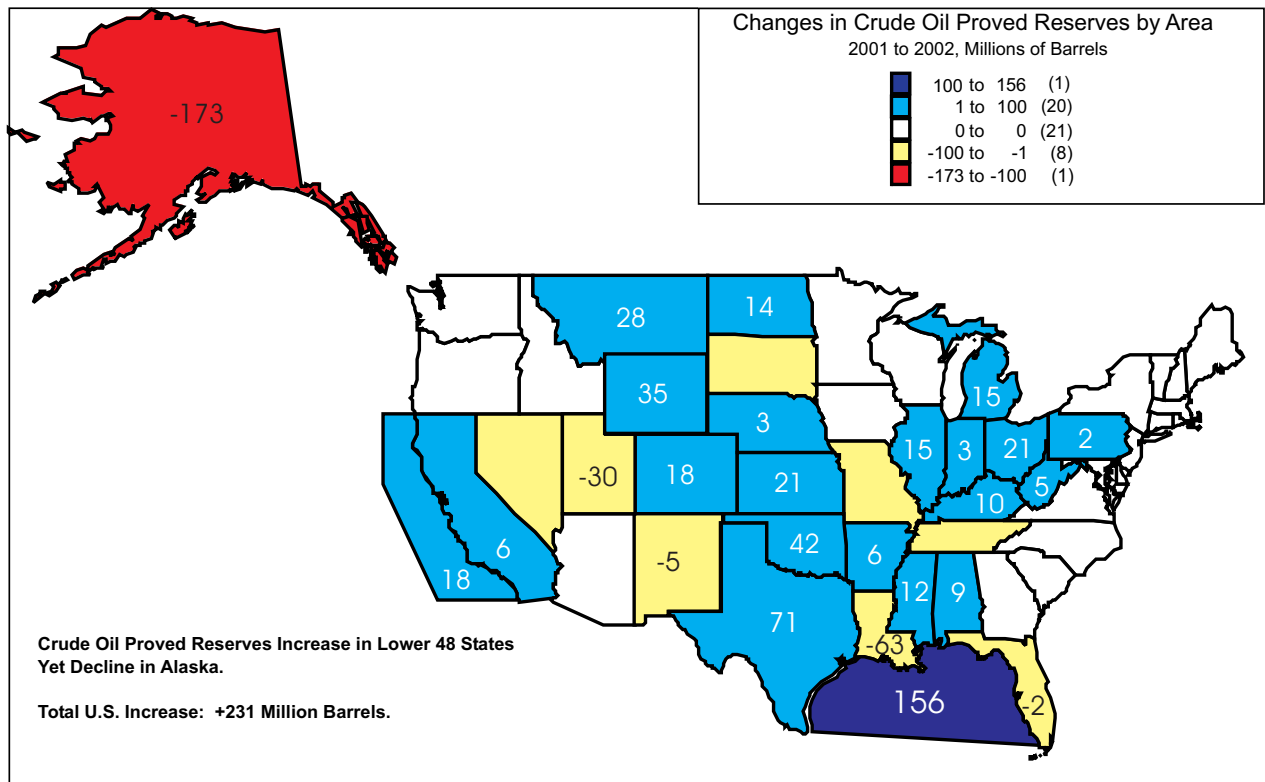 Changes in Crude Oil Proved Reserves by Area
2001 to 2002, Millions of Barrels
100 to 156 (1)
1 to 100 (20)
0 to 0 (21)
-100 to -1 (8)
-173 to -100 (1)
-173
28
14
35
15
3
15
3
21
2
-30
18
21
5
10
6
-5
42
6
18
12
9
71
-63
156
-2
Crude Oil Proved Reserves Increase in Lower 48 States
Yet Decline in Alaska.
Total U.S. Increase: +231 Million Barrels.